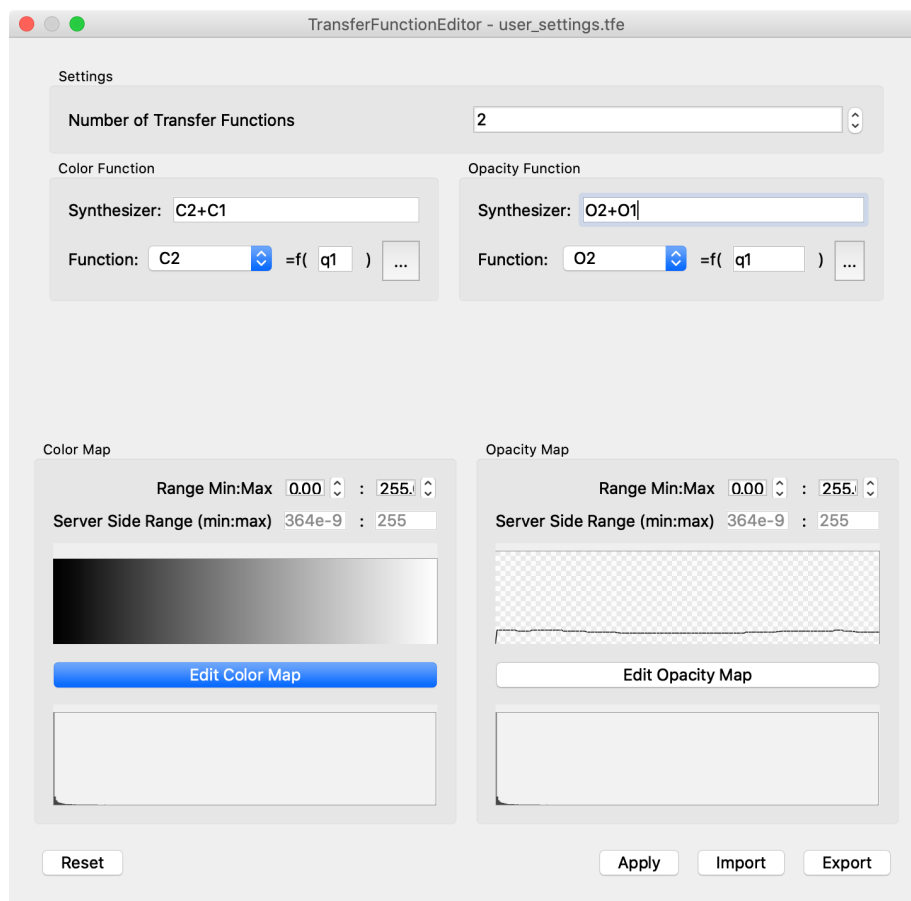 TransferFunctionEditor - user_settings.tfe
Settings
Number of Transfer Functions 2
Color Function Opacity Function
Synthesizer: C2+C1 Synthesizer: O2+O1
Function: C2 =f( q1 ) ... Function: O2 =f( q1 ) ...
Color Map Opacity Map
Range Min:Max 0.00 : 255. Range Min:Max 0.00 : 255.
Server Side Range (min:max) 364e-9 : 255 Server Side Range (min:max) 364e-9 : 255
Edit Color Map Edit Opacity Map
Reset Apply Import Export